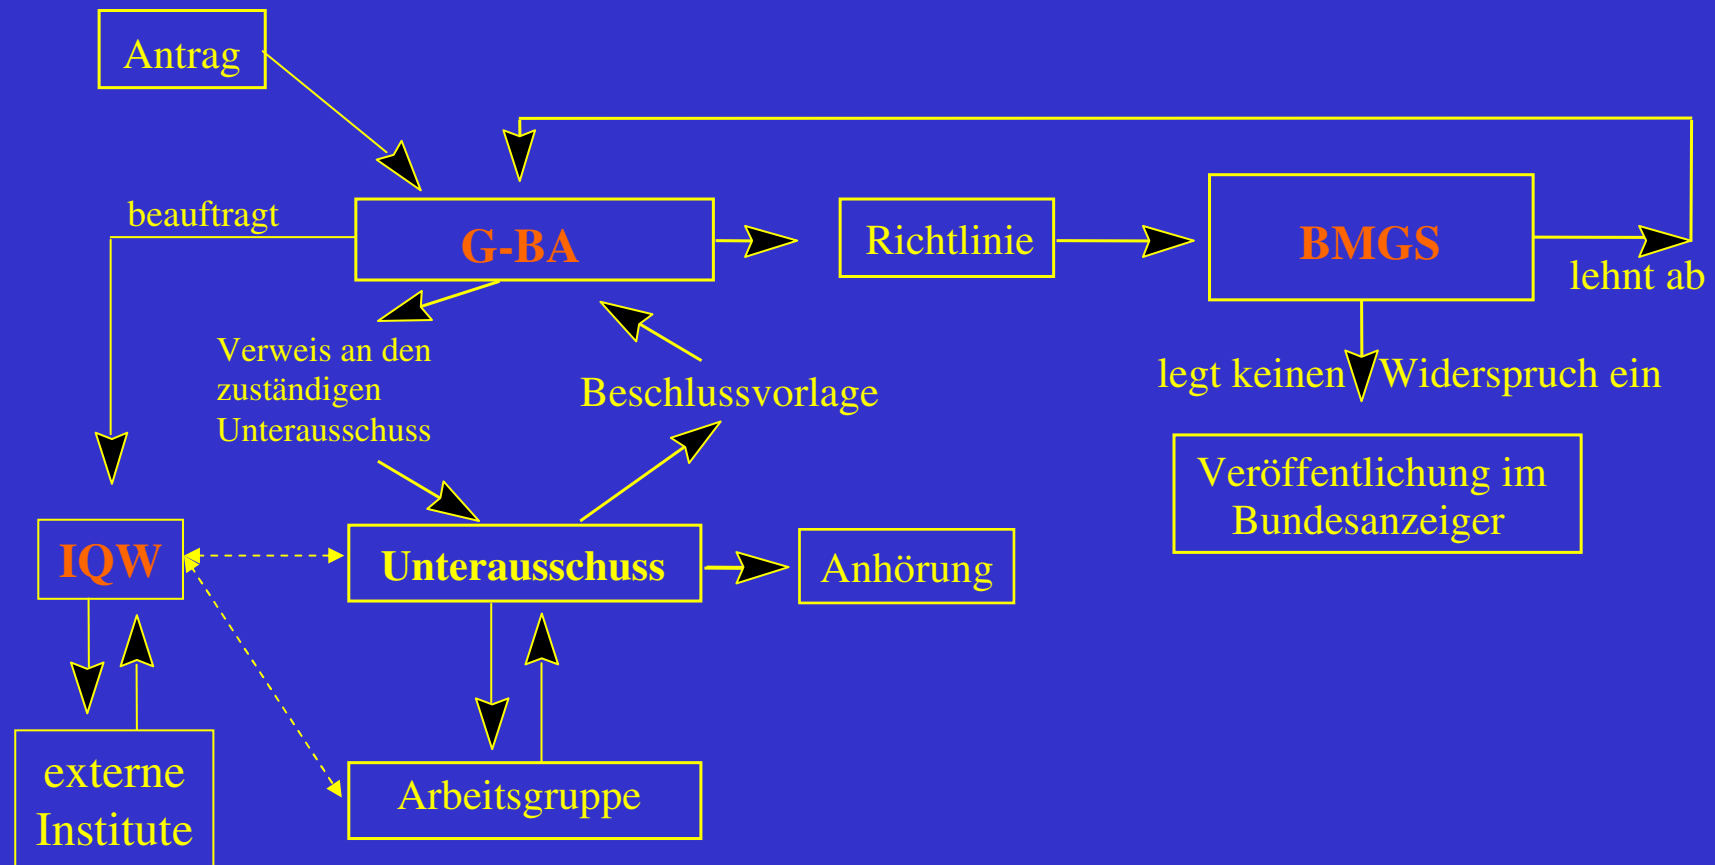 Antrag
beauftragt
G-BA
Richtlinie
BMGS
lehnt ab
Verweis an den
zuständigen
Unterausschuss
Beschlussvorlage
legt keinen Widerspruch ein
Veröffentlichung im
Bundesanzeiger
IQW
Unterausschuss
Anhörung
externe
Institute
Arbeitsgruppe